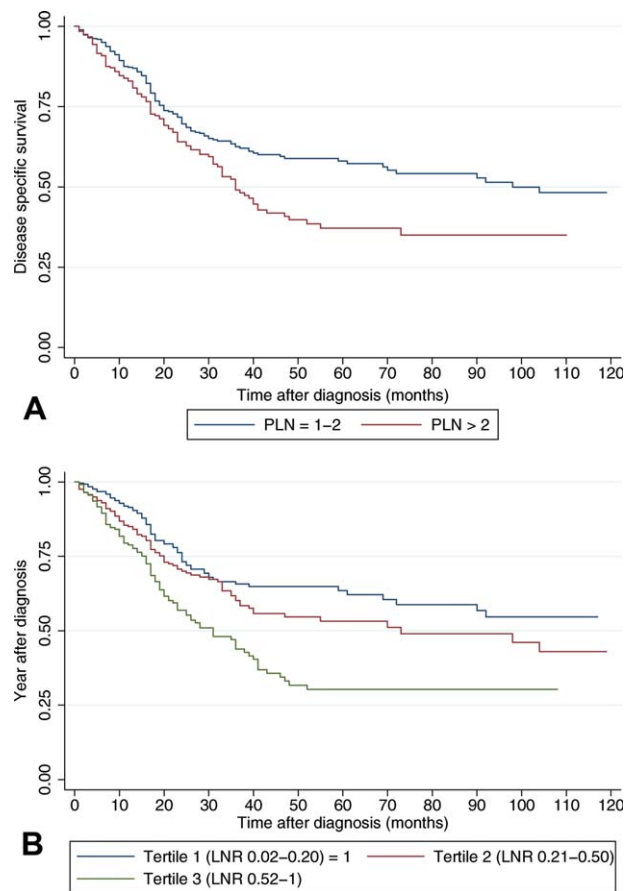 1.00
0.75
0.50
0.25
0.00
Disease specific survival
0 10 20 30 40 50 60 70 80 90 100 110 120
Time after diagnosis (months)
A
PLN = 1–2 PLN > 2
1.00
0.75
0.50
0.25
0.00
Year after diagnosis
0 10 20 30 40 50 60 70 80 90 100 110 120
Time after diagnosis (months)
B
Tertile 1 (LNR 0.02–0.20) = 1 Tertile 2 (LNR 0.21–0.50)
Tertile 3 (LNR 0.52–1)